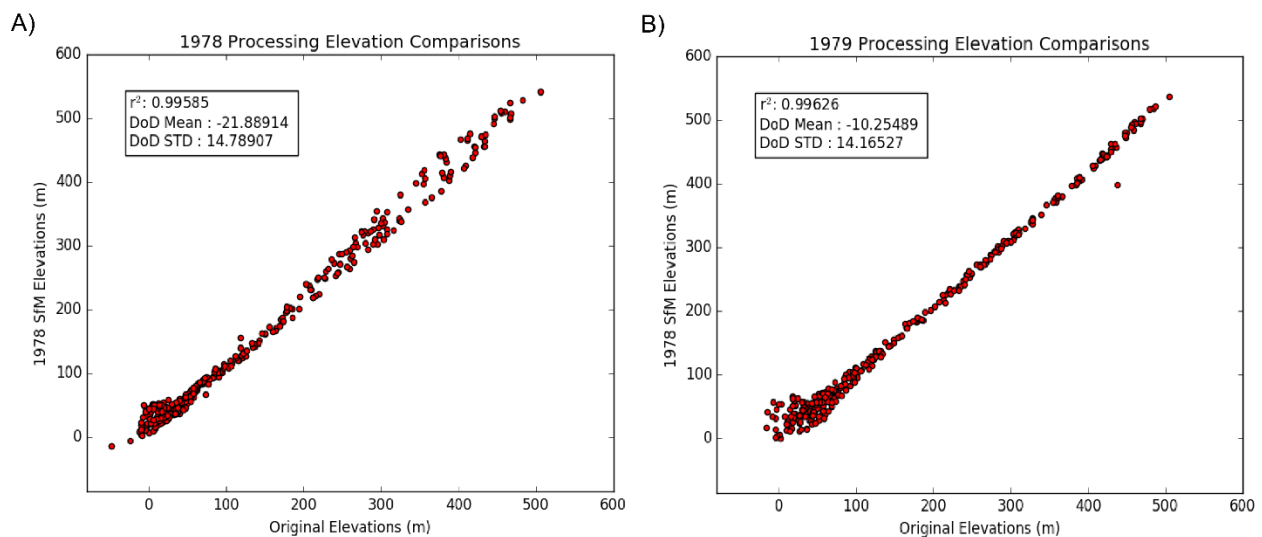 A)
1978 Processing Elevation Comparisons
600
500
400
300
200
100
0
r²: 0.99585
DoD Mean : -21.88914
DoD STD : 14.78907
1978 SfM Elevations (m)
0
100
200
300
400
500
600
Original Elevations (m)
B)
1979 Processing Elevation Comparisons
600
500
400
300
200
100
0
r²: 0.99626
DoD Mean : -10.25489
DoD STD : 14.16527
1978 SfM Elevations (m)
0
100
200
300
400
500
600
Original Elevations (m)